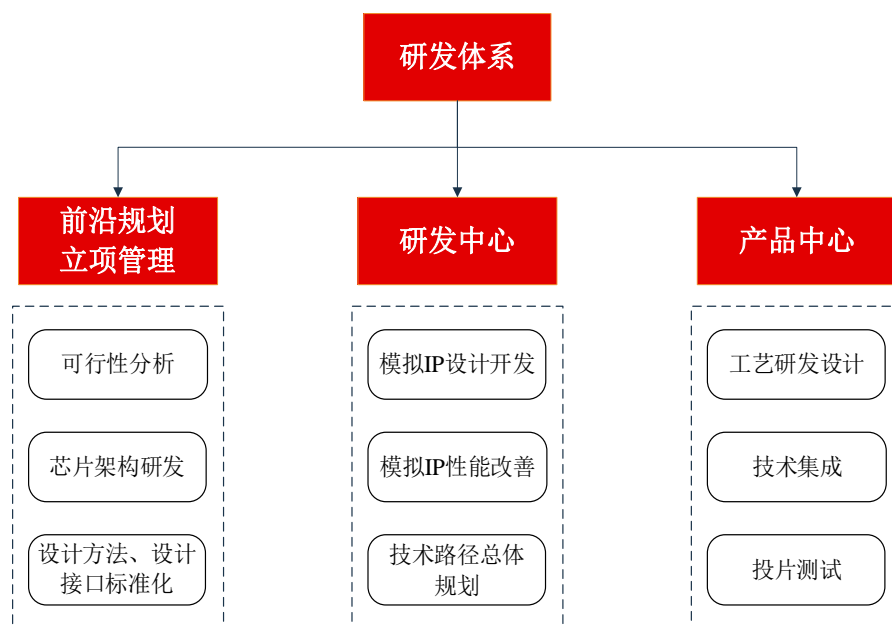 研发体系
前沿规划
立项管理
研发中心
产品中心
可行性分析
芯片架构研发
设计方法、设计
接口标准化
模拟IP设计开发
模拟IP性能改善
技术路径总体
规划
工艺研发设计
技术集成
投片测试